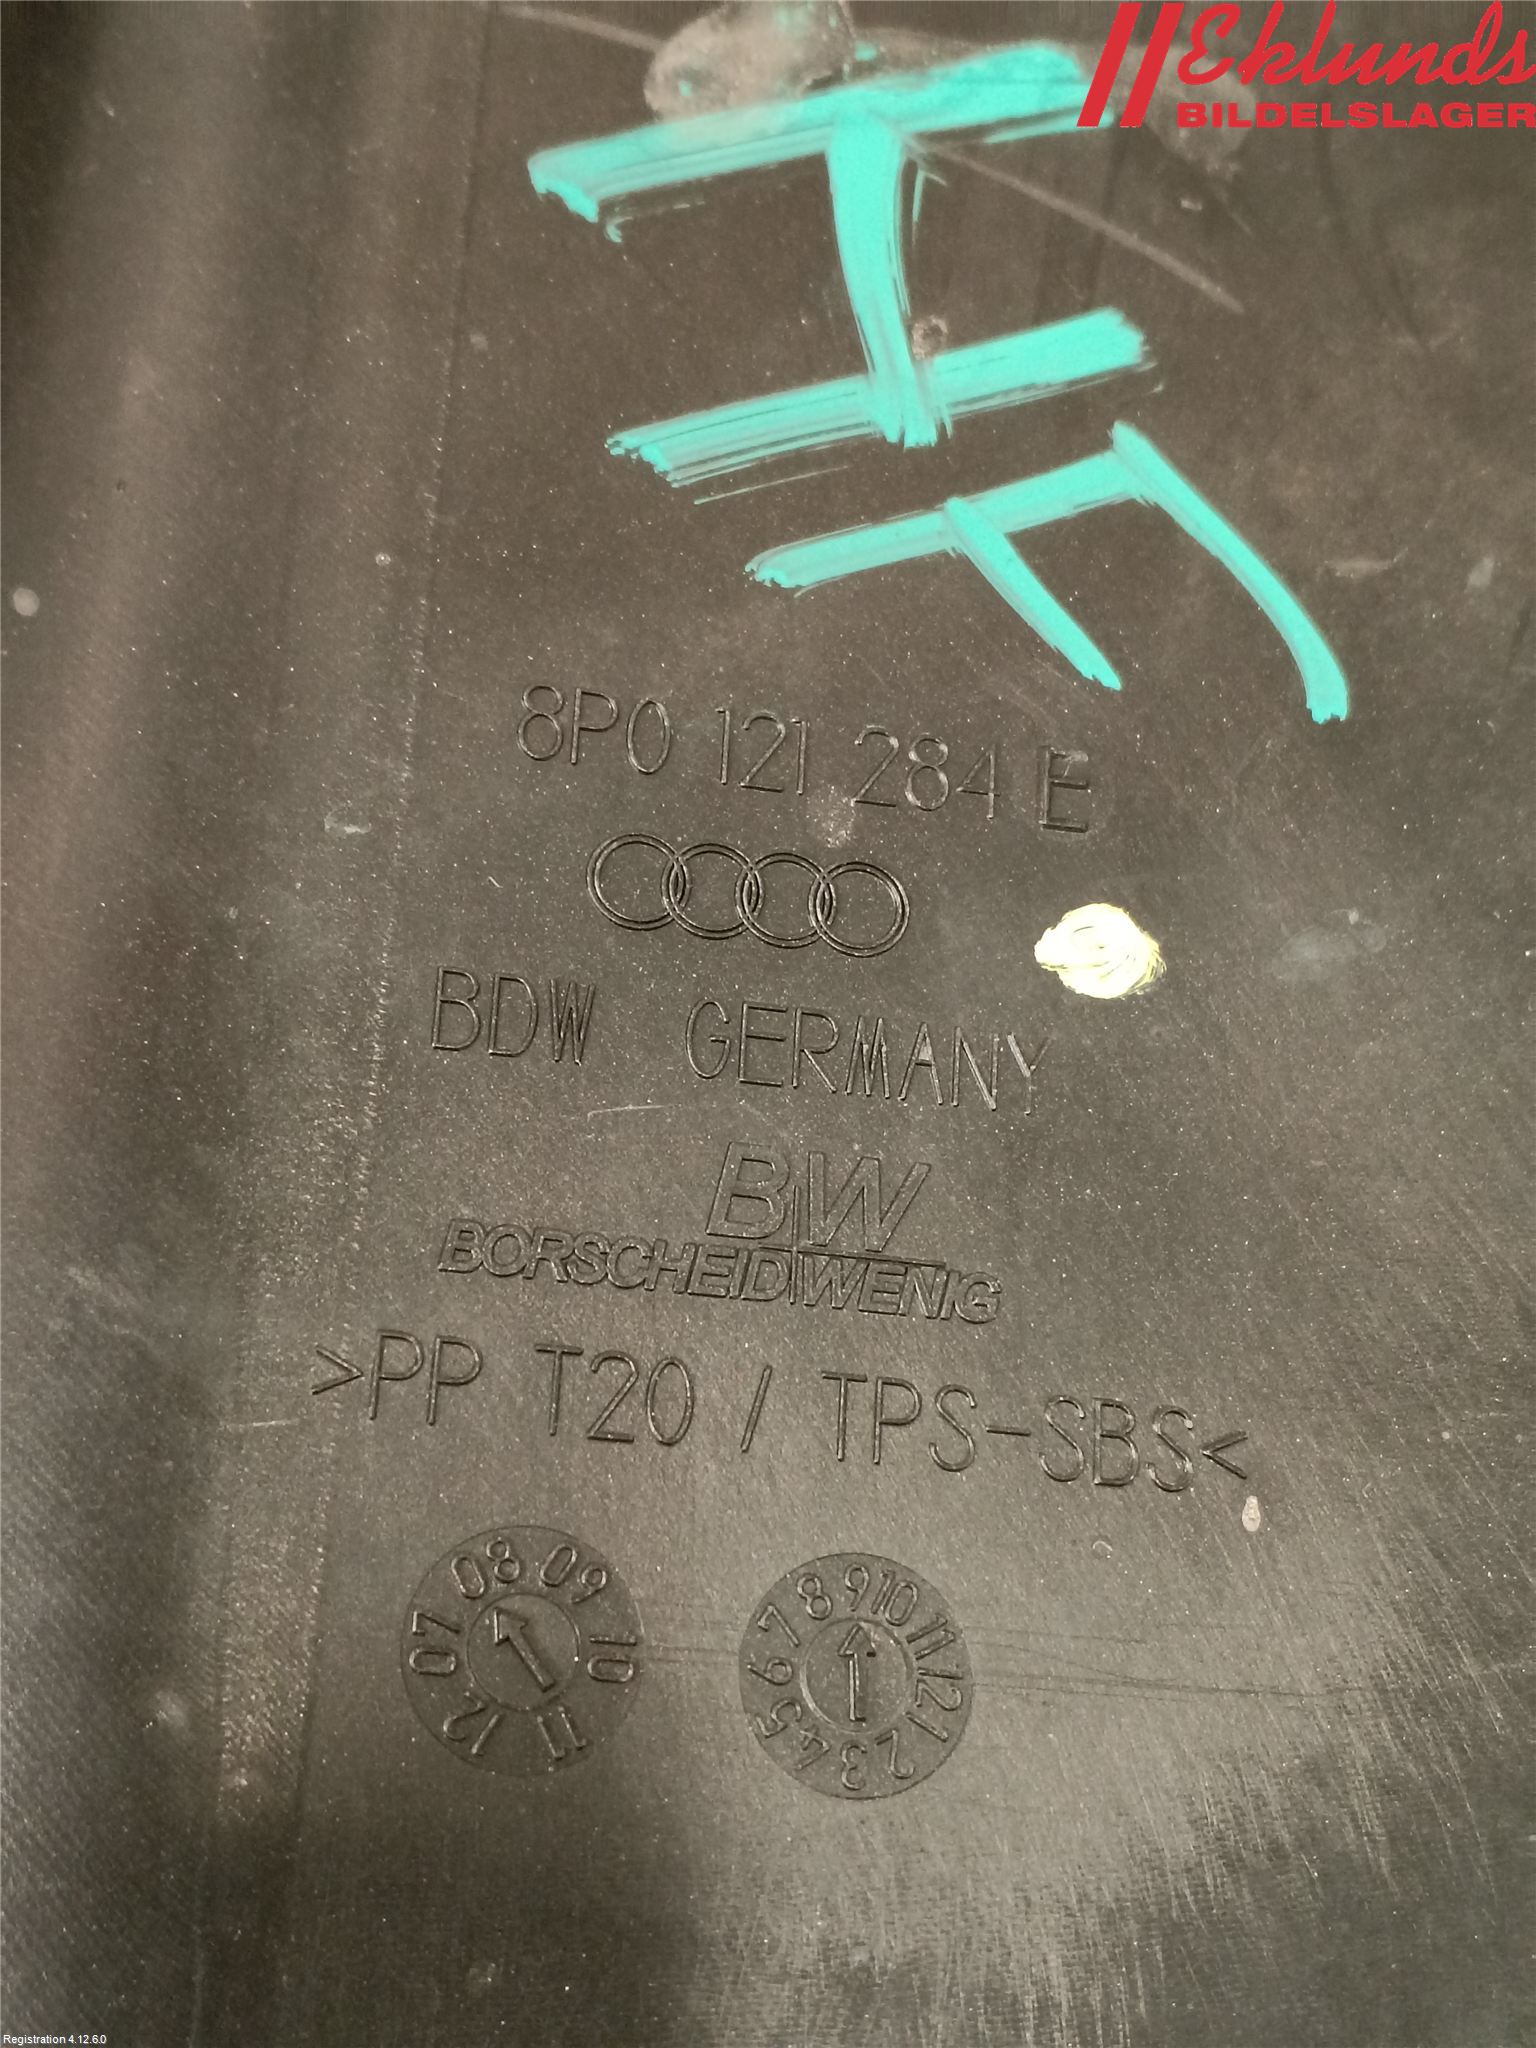 Eklunds
BILDELSLAGER
HF
8P0 121 284 E
BDW GERMANY
BW
BORSCHEID WENIG
>PP T20 / TPS-SBS<
07 08 09 10 11 12
1 2 3 4 5 6 7 8 9 10 11 12
Registration 4.12.6.0